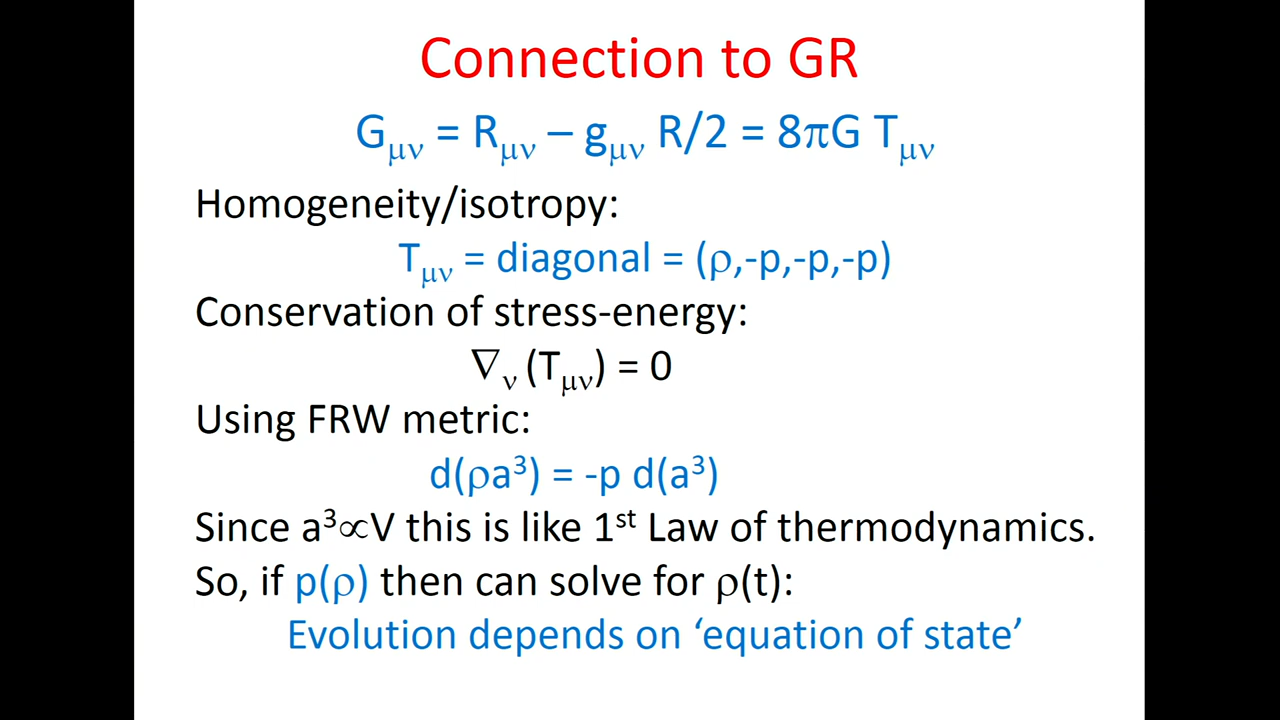 Connection to GR
Gμν = Rμν – gμν R/2 = 8πG Tμν
Homogeneity/isotropy:
Tμν = diagonal = (ρ,-p,-p,-p)
Conservation of stress-energy:
∇ν (Tμν) = 0
Using FRW metric:
d(ρa³) = -p d(a³)
Since a³∝V this is like 1st Law of thermodynamics.
So, if p(ρ) then can solve for ρ(t):
Evolution depends on ‘equation of state’